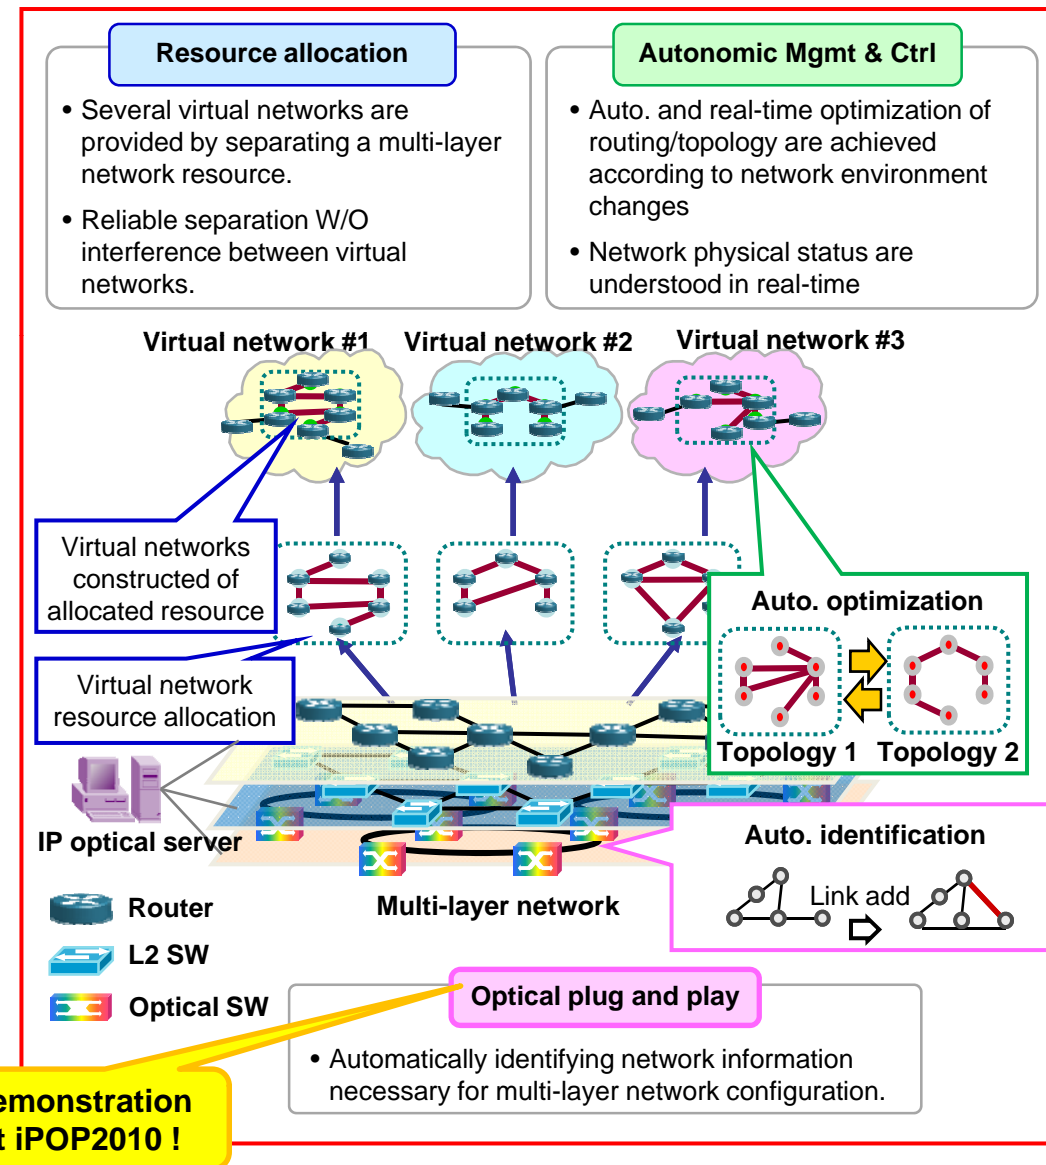 Resource allocation
• Several virtual networks are
provided by separating a multi-layer
network resource.
• Reliable separation W/O
interference between virtual
networks.
Autonomic Mgmt & Ctrl
• Auto. and real-time optimization of
routing/topology are achieved
according to network environment
changes
• Network physical status are
understood in real-time
Virtual network #1
Virtual network #2
Virtual network #3
Virtual networks
constructed of
allocated resource
Virtual network
resource allocation
Auto. optimization
Topology 1
Topology 2
IP optical server
Multi-layer network
Auto. identification
Link add
Router
L2 SW
Optical SW
Optical plug and play
• Automatically identifying network information
necessary for multi-layer network configuration.
emonstration
t iPOP2010 !